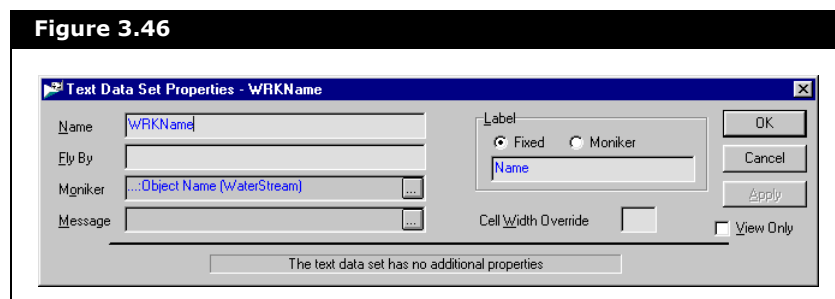 Figure 3.46
Text Data Set Properties - WRKName
Name WRKName
Fly By
Moniker ...:Object Name (WaterStream) ...
Message ...
Label
Fixed Moniker
Name
Cell Width Override
OK
Cancel
Apply
View Only
The text data set has no additional properties